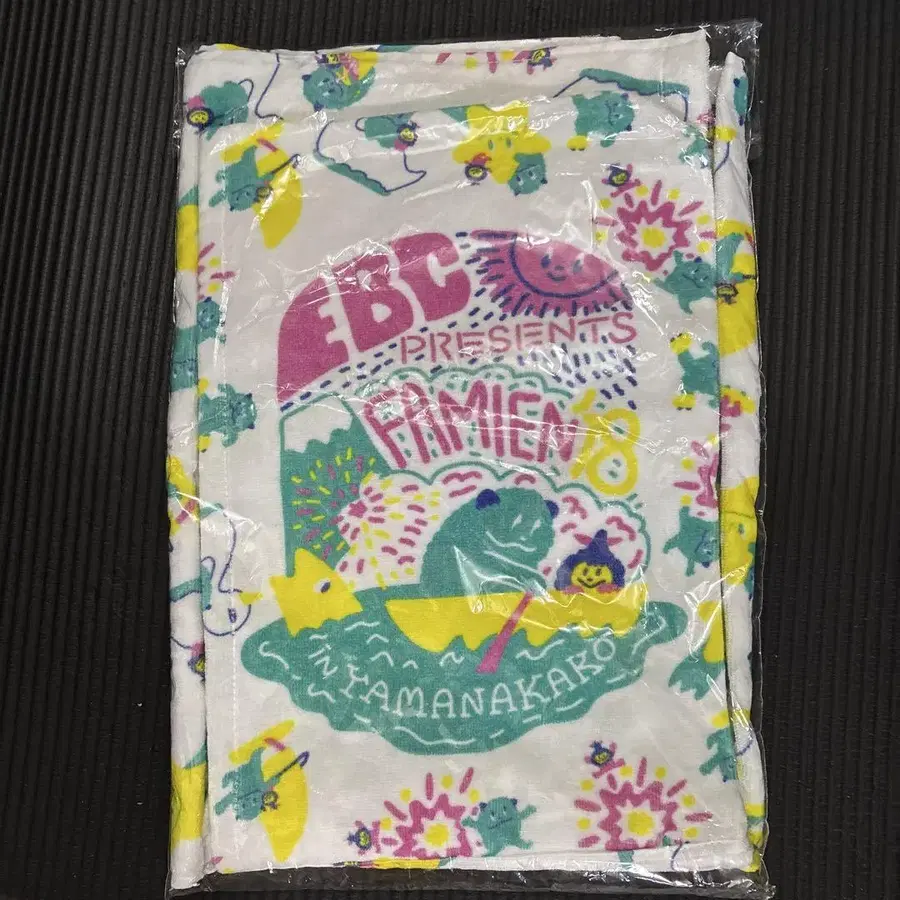 EBC
PRESENTS
FAMIEN'18
in YAMANAKAKO